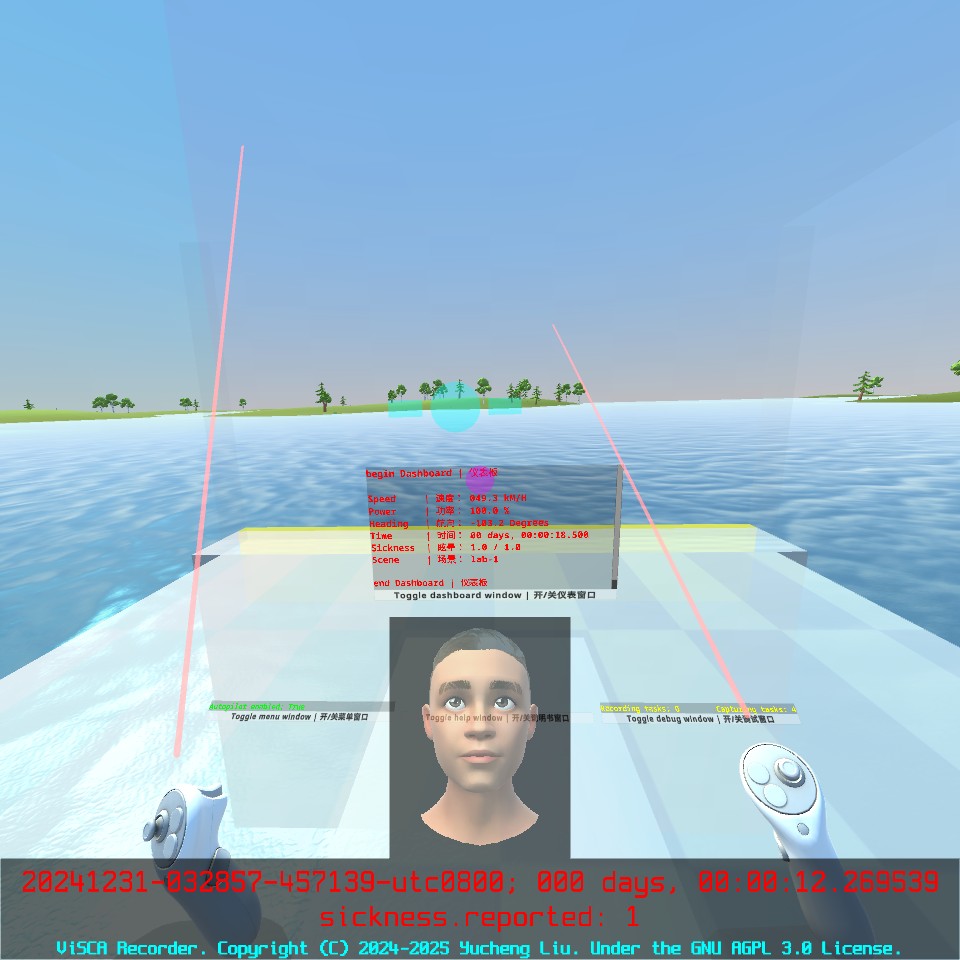 begin Dashboard | 仪表板
Speed | 速度: 049.3 kM/H
Power | 功率: 100.0 %
Heading | 航向: -103.2 Degrees
Time | 时间: 00 days, 00:00:18.500
Sickness | 眩晕: 1.0 / 1.0
Scene | 场景: lab-1
end Dashboard | 仪表板
Toggle dashboard window | 开/关仪表窗口
Autopilot enabled: True
Toggle menu window | 开/关菜单窗口
Toggle help window | 开/关说明书窗口
Recording tasks: 0 Capturing tasks: 4
Toggle debug window | 开/关调试窗口
20241231-032857-457139-utc0800; 000 days, 00:00:12.269539
sickness.reported: 1
ViSCA Recorder. Copyright (C) 2024-2025 Yucheng Liu. Under the GNU AGPL 3.0 License.